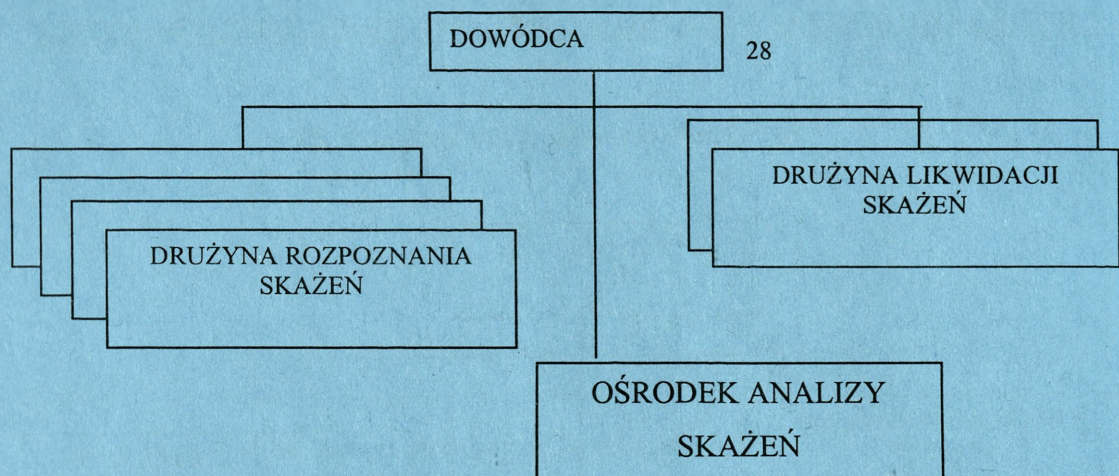 DOWÓDCA
28
DRUŻYNA LIKWIDACJI
SKAŻEŃ
DRUŻYNA ROZPOZNANIA
SKAŻEŃ
OŚRODEK ANALIZY
SKAŻEŃ